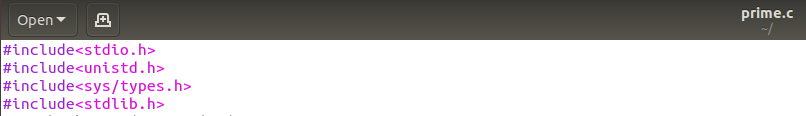 Open
prime.c
~/
#include<stdio.h>
#include<unistd.h>
#include<sys/types.h>
#include<stdlib.h>